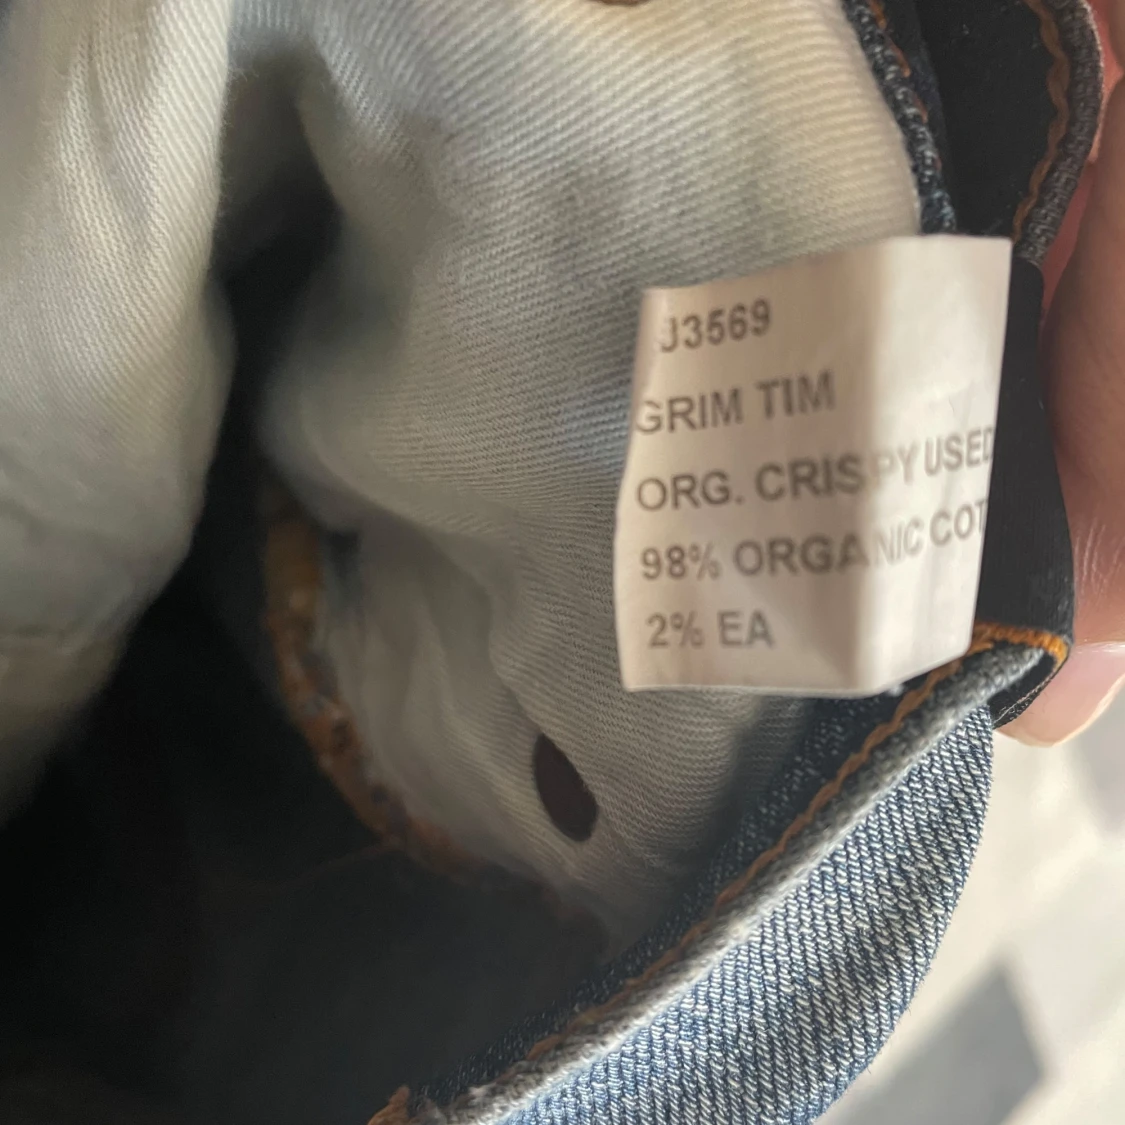 J3569
GRIM TIM
ORG. CRISPY USED
98% ORGANIC COT
2% EA